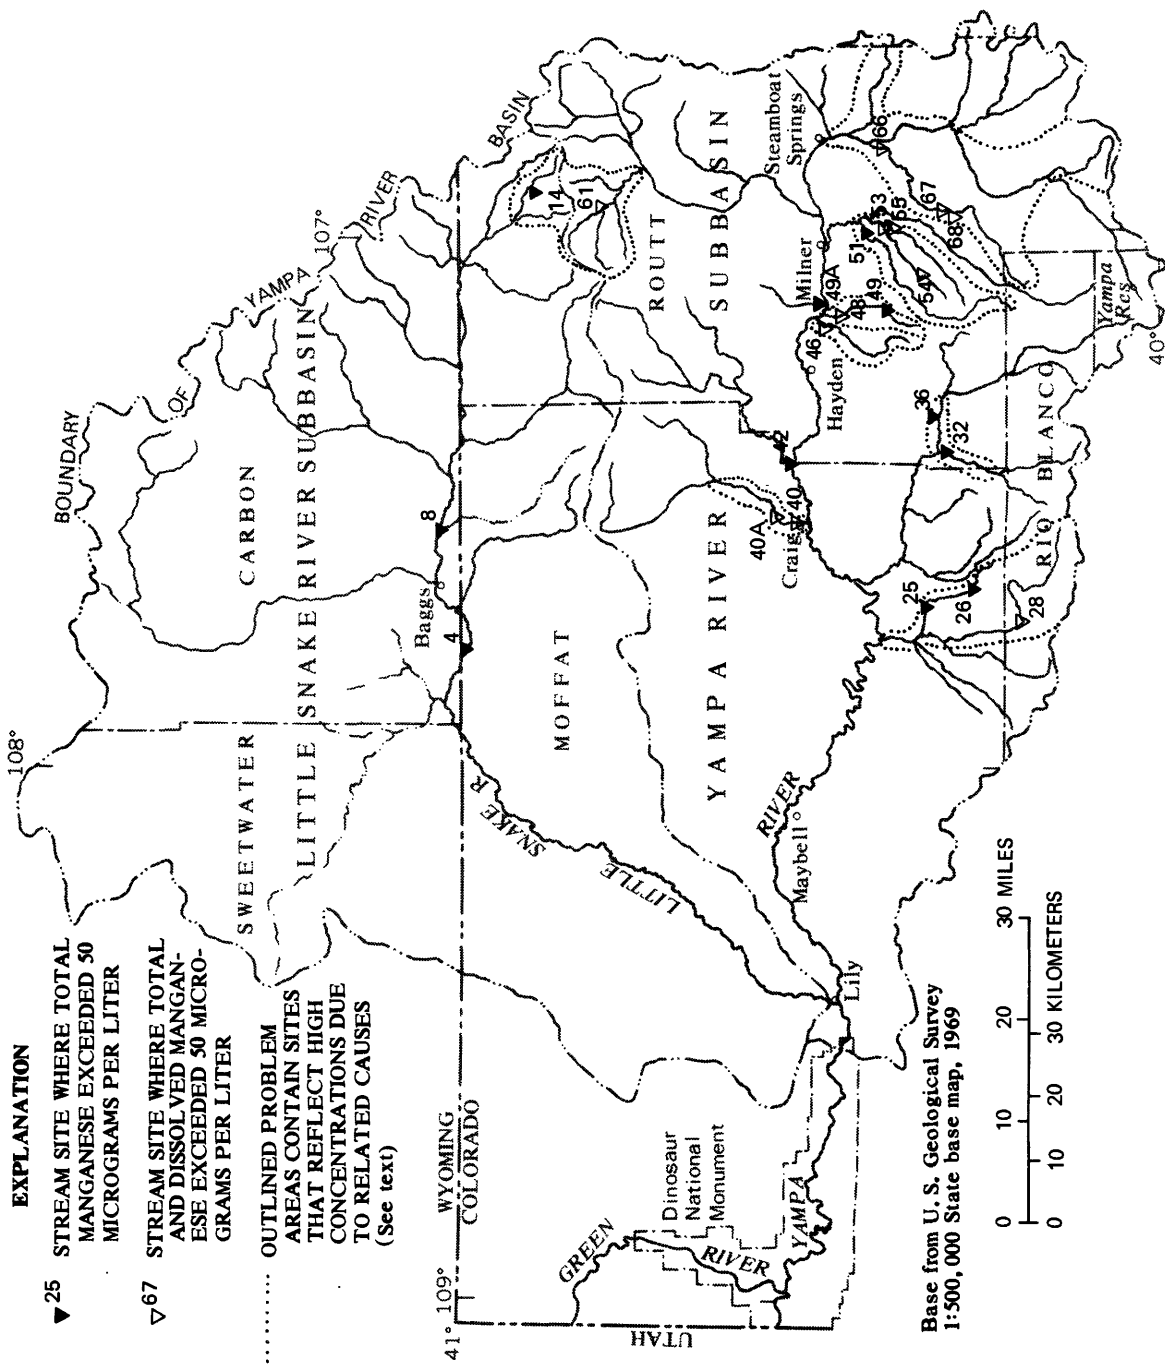 EXPLANATION
▼25 STREAM SITE WHERE TOTAL
MANGANESE EXCEEDED 50
MICROGRAMS PER LITER
▽67 STREAM SITE WHERE TOTAL
AND DISSOLVED MANGAN-
ESE EXCEEDED 50 MICRO-
GRAMS PER LITER
OUTLINED PROBLEM
AREAS CONTAIN SITES
THAT REFLECT HIGH
CONCENTRATIONS DUE
TO RELATED CAUSES
(See text)
108°
107°
BOUNDARY OF YAMPA RIVER BASIN
SWEETWATER
CARBON
LITTLE SNAKE RIVER SUBBASIN
Baggs
4
8
14
61
41°
109°
WYOMING
COLORADO
UTAH
GREEN RIVER
Dinosaur
National
Monument
YAMPA RIVER
LITTLE SNAKE R
MOFFAT
ROUTT
YAMPA RIVER SUBBASIN
Lily
Maybell
Craig
40A
40
42
Hayden
46
48
49A
49
Milner
51
53
55
54
Steamboat
Springs
66
67
68
36
32
25
26
28
RIO BLANCO
Yampa
Res
40°
Base from U. S. Geological Survey
1:500,000 State base map, 1969
0 10 20 30 MILES
0 10 20 30 KILOMETERS